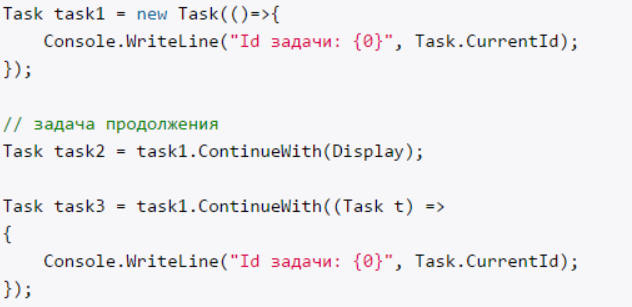 Task task1 = new Task(()=>{
    Console.WriteLine("Id задачи: {0}", Task.CurrentId);
});
// задача продолжения
Task task2 = task1.ContinueWith(Display);
Task task3 = task1.ContinueWith((Task t) =>
{
    Console.WriteLine("Id задачи: {0}", Task.CurrentId);
});